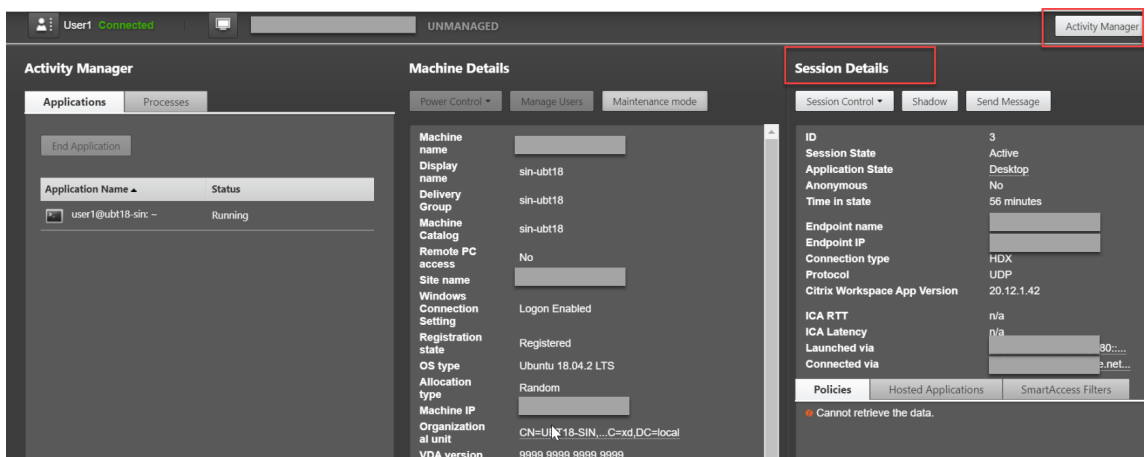 User1 Connected
UNMANAGED
Activity Manager
Activity Manager
Applications
Processes
End Application
Application Name
Status
user1@ubt18-sin: ~
Running
Machine Details
Power Control
Manage Users
Maintenance mode
Machine name
Display name sin-ubt18
Delivery Group sin-ubt18
Machine Catalog sin-ubt18
Remote PC access No
Site name
Windows Connection Setting Logon Enabled
Registration state Registered
OS type Ubuntu 18.04.2 LTS
Allocation type Random
Machine IP
Organization
al unit CN=UBT18-SIN,...C=xd,DC=local
VDA version 9999.9999.9999.9999
Session Details
Session Control
Shadow
Send Message
ID 3
Session State Active
Application State Desktop
Anonymous No
Time in state 56 minutes
Endpoint name
Endpoint IP
Connection type HDX
Protocol UDP
Citrix Workspace App Version 20.12.1.42
ICA RTT n/a
ICA Latency n/a
Launched via 80::...
Connected via e.net...
Policies
Hosted Applications
SmartAccess Filters
Cannot retrieve the data.